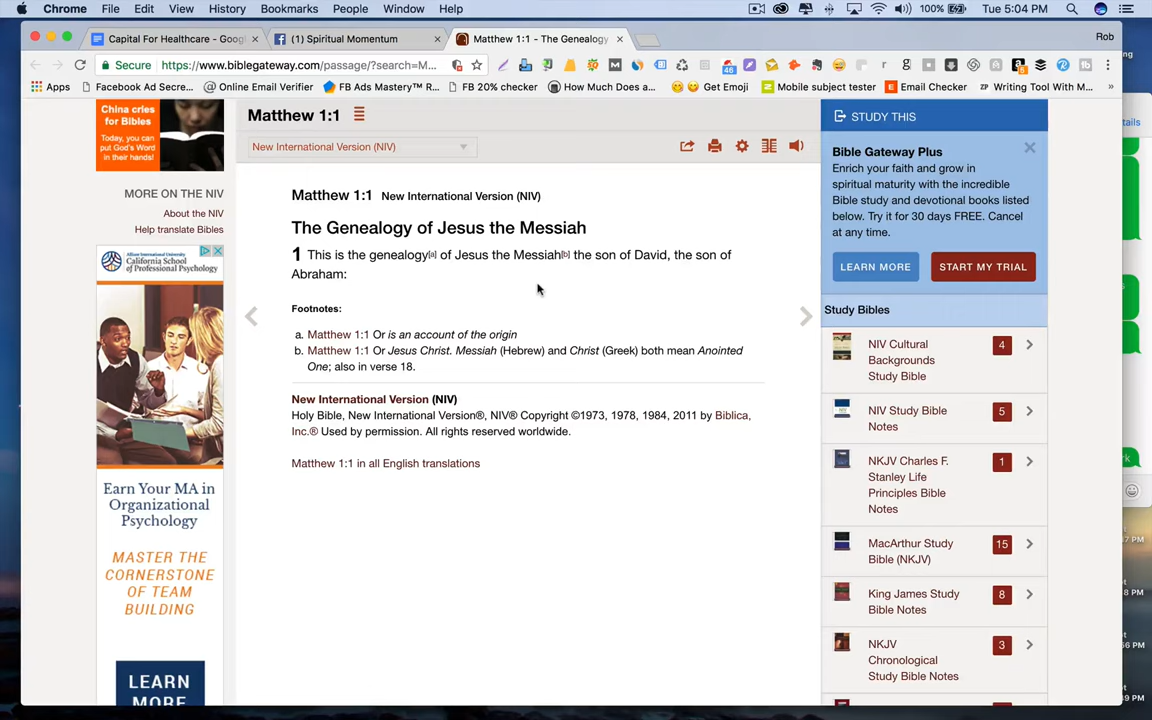 Chrome File Edit View History Bookmarks People Window Help 100% Tue 5:04 PM
Capital For Healthcare - Googl (1) Spiritual Momentum Matthew 1:1 - The Genealogy Rob
Secure https://www.biblegateway.com/passage/?search=M...
Apps Facebook Ad Secre... Online Email Verifier FB Ads Mastery™ R... FB 20% checker How Much Does a... Get Emoji Mobile subject tester Email Checker Writing Tool With M... »
China cries
for Bibles
Today, you can
put God's Word
in their hands!
MORE ON THE NIV
About the NIV
Help translate Bibles
Alliant International University
California School
of Professional Psychology
Earn Your MA in
Organizational
Psychology
MASTER THE
CORNERSTONE
OF TEAM
BUILDING
LEARN
MORE
Matthew 1:1
New International Version (NIV)
Matthew 1:1 New International Version (NIV)
The Genealogy of Jesus the Messiah
1 This is the genealogy[a] of Jesus the Messiah[b] the son of David, the son of
Abraham:
Footnotes:
a. Matthew 1:1 Or is an account of the origin
b. Matthew 1:1 Or Jesus Christ. Messiah (Hebrew) and Christ (Greek) both mean Anointed
One; also in verse 18.
New International Version (NIV)
Holy Bible, New International Version®, NIV® Copyright ©1973, 1978, 1984, 2011 by Biblica,
Inc.® Used by permission. All rights reserved worldwide.
Matthew 1:1 in all English translations
STUDY THIS
Bible Gateway Plus
Enrich your faith and grow in
spiritual maturity with the incredible
Bible study and devotional books listed
below. Try it for 30 days FREE. Cancel
at any time.
LEARN MORE START MY TRIAL
Study Bibles
NIV Cultural
Backgrounds
Study Bible
4
NIV Study Bible
Notes
5
NKJV Charles F.
Stanley Life
Principles Bible
Notes
1
MacArthur Study
Bible (NKJV)
15
King James Study
Bible Notes
8
NKJV
Chronological
Study Bible Notes
3